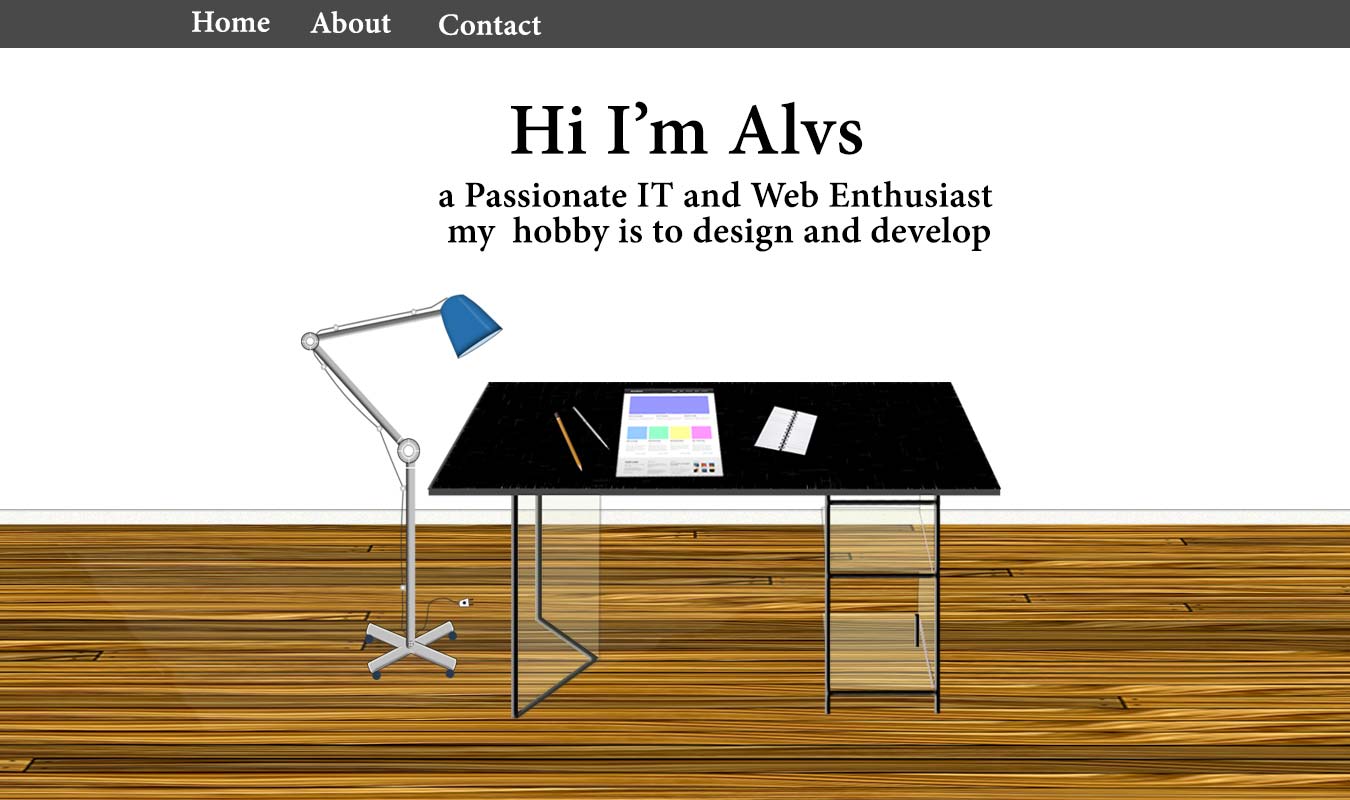 Home About Contact
Hi I’m Alvs
a Passionate IT and Web Enthusiast
my hobby is to design and develop